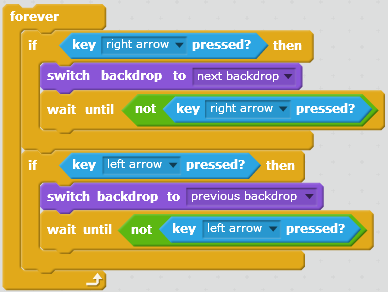 forever
if key right arrow pressed? then
switch backdrop to next backdrop
wait until not key right arrow pressed?
if key left arrow pressed? then
switch backdrop to previous backdrop
wait until not key left arrow pressed?